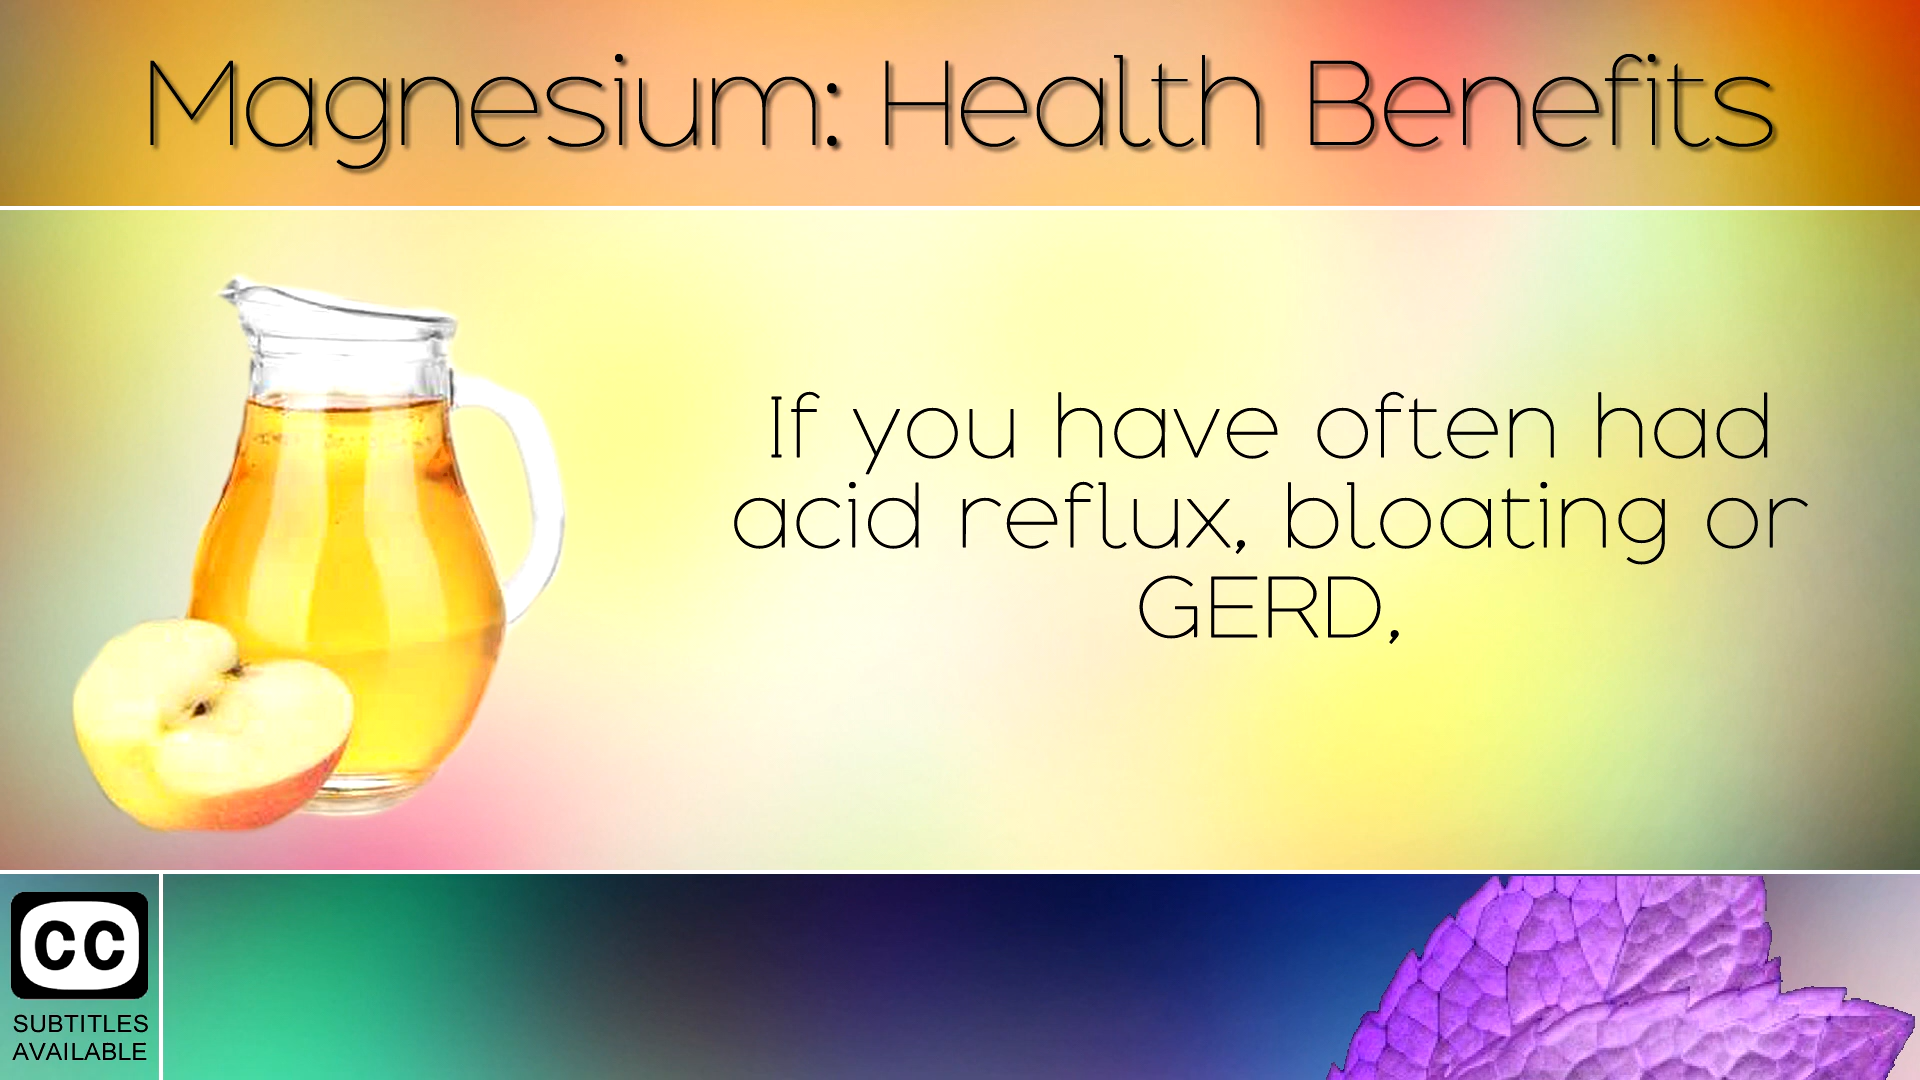 Magnesium: Health Benefits
If you have often had
acid reflux, bloating or
GERD,
CC
SUBTITLES
AVAILABLE